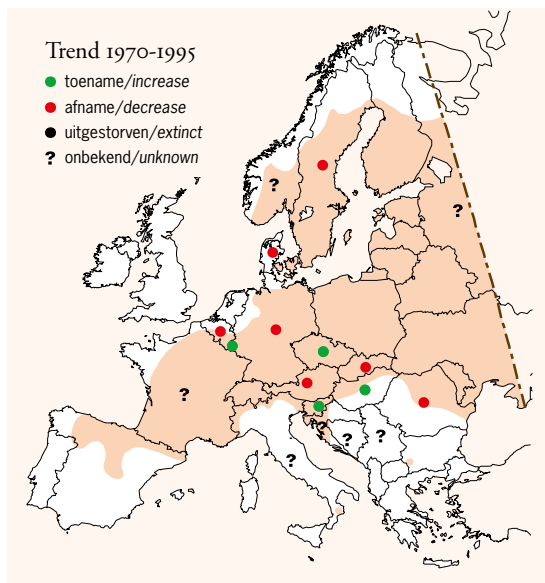 Trend 1970-1995
toename/increase
afname/decrease
uitgestorven/extinct
? onbekend/unknown
?
?
?
?
?
?
?